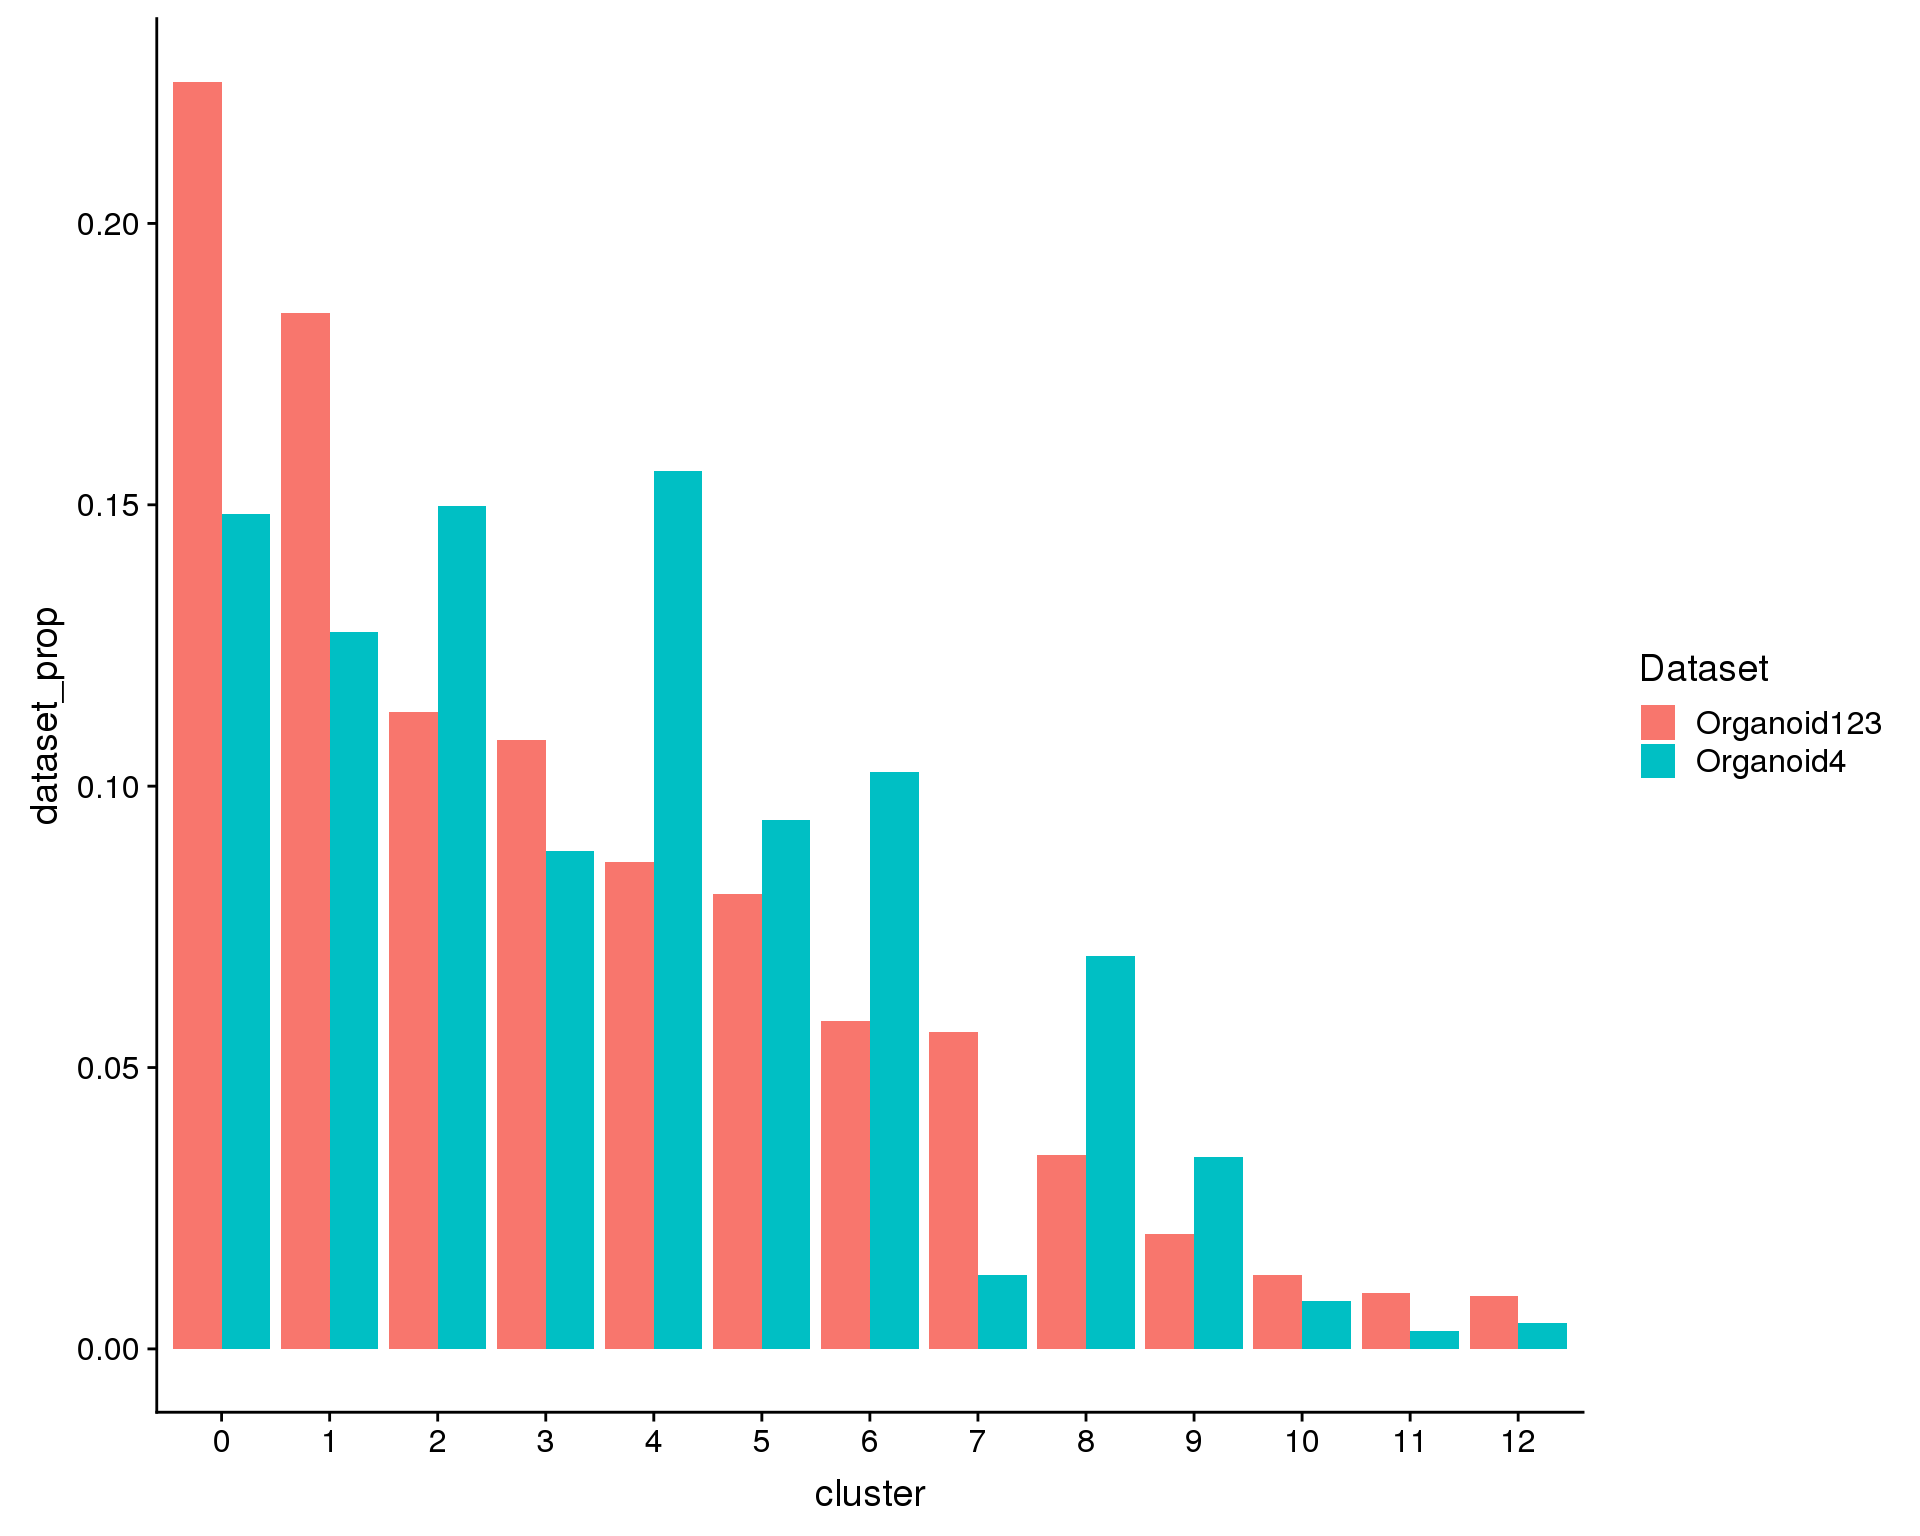 0.20
0.15
0.10
0.05
0.00
dataset_prop
0 1 2 3 4 5 6 7 8 9 10 11 12
cluster
Dataset
Organoid123
Organoid4